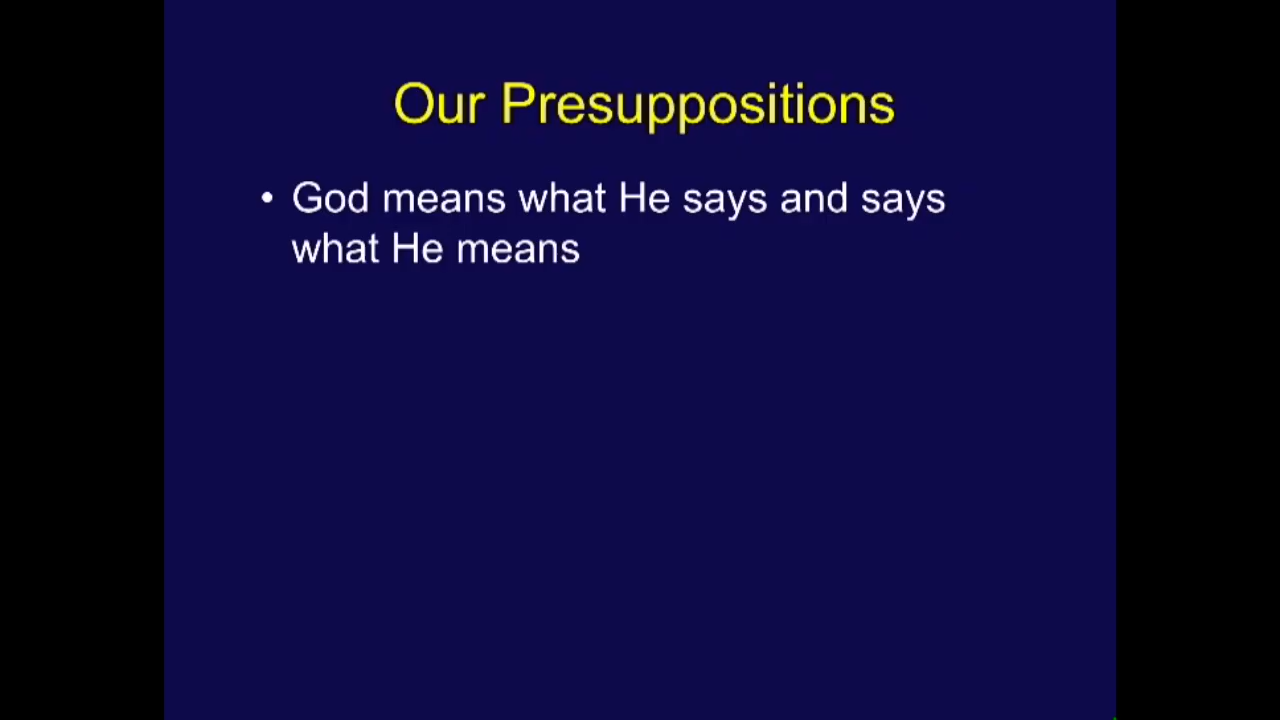 Our Presuppositions
• God means what He says and says
what He means